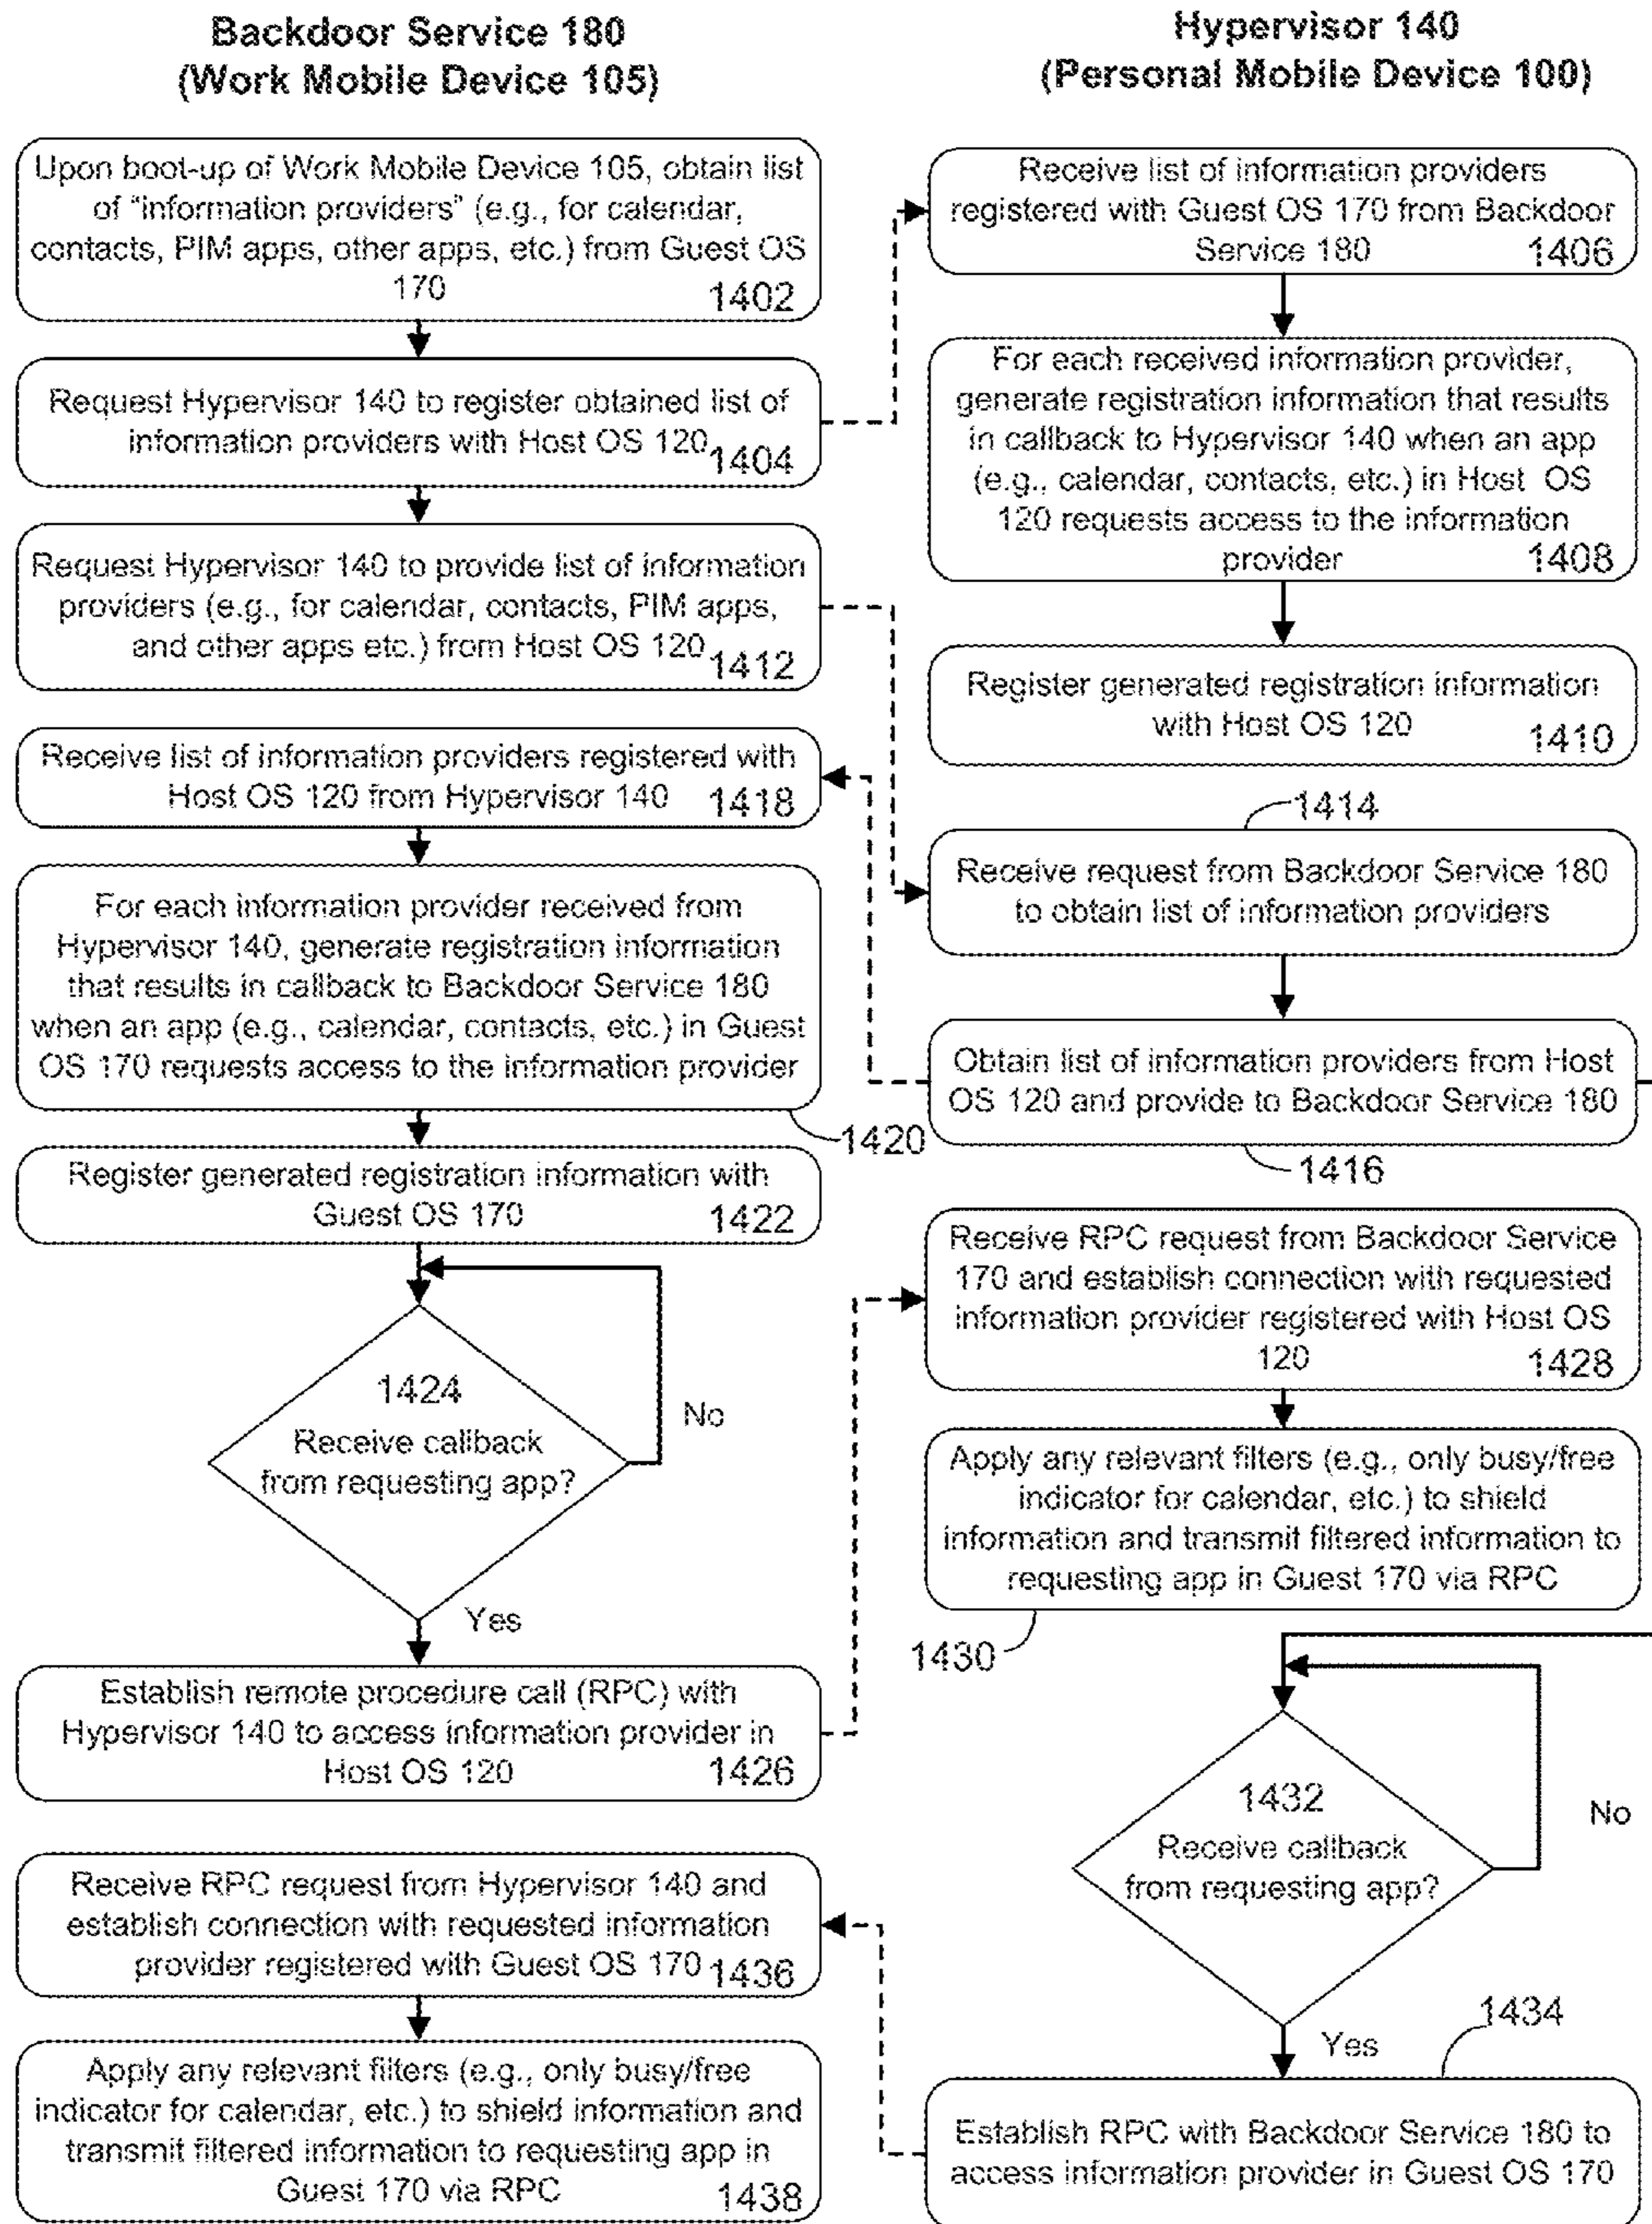 Backdoor Service 180
(Work Mobile Device 105)
Upon boot-up of Work Mobile Device 105, obtain list
of "information providers" (e.g., for calendar,
contacts, PIM apps, other apps, etc.) from Guest OS
170
1402
Request Hypervisor 140 to register obtained list of
information providers with Host OS 120
1404
Request Hypervisor 140 to provide list of information
providers (e.g., for calendar, contacts, PIM apps,
and other apps etc.) from Host OS 120
1412
Receive list of information providers registered with
Host OS 120 from Hypervisor 140
1418
For each information provider received from
Hypervisor 140, generate registration information
that results in callback to Backdoor Service 180
when an app (e.g., calendar, contacts, etc.) in Guest
OS 170 requests access to the information provider
1420
Register generated registration information with
Guest OS 170
1422
1424
Receive callback
from requesting app?
No
Yes
Establish remote procedure call (RPC) with
Hypervisor 140 to access information provider in
Host OS 120
1426
Receive RPC request from Hypervisor 140 and
establish connection with requested information
provider registered with Guest OS 170
1436
Apply any relevant filters (e.g., only busy/free
indicator for calendar, etc.) to shield information and
transmit filtered information to requesting app in
Guest 170 via RPC
1438
Hypervisor 140
(Personal Mobile Device 100)
Receive list of information providers
registered with Guest OS 170 from Backdoor
Service 180
1406
For each received information provider,
generate registration information that results
in callback to Hypervisor 140 when an app
(e.g., calendar, contacts, etc.) in Host OS
120 requests access to the information
provider
1408
Register generated registration information
with Host OS 120
1410
1414
Receive request from Backdoor Service 180
to obtain list of information providers
Obtain list of information providers from Host
OS 120 and provide to Backdoor Service 180
1416
Receive RPC request from Backdoor Service
170 and establish connection with requested
information provider registered with Host OS
120
1428
Apply any relevant filters (e.g., only busy/free
indicator for calendar, etc.) to shield
information and transmit filtered information to
requesting app in Guest 170 via RPC
1430
1432
Receive callback
from requesting app?
No
Yes
1434
Establish RPC with Backdoor Service 180 to
access information provider in Guest OS 170